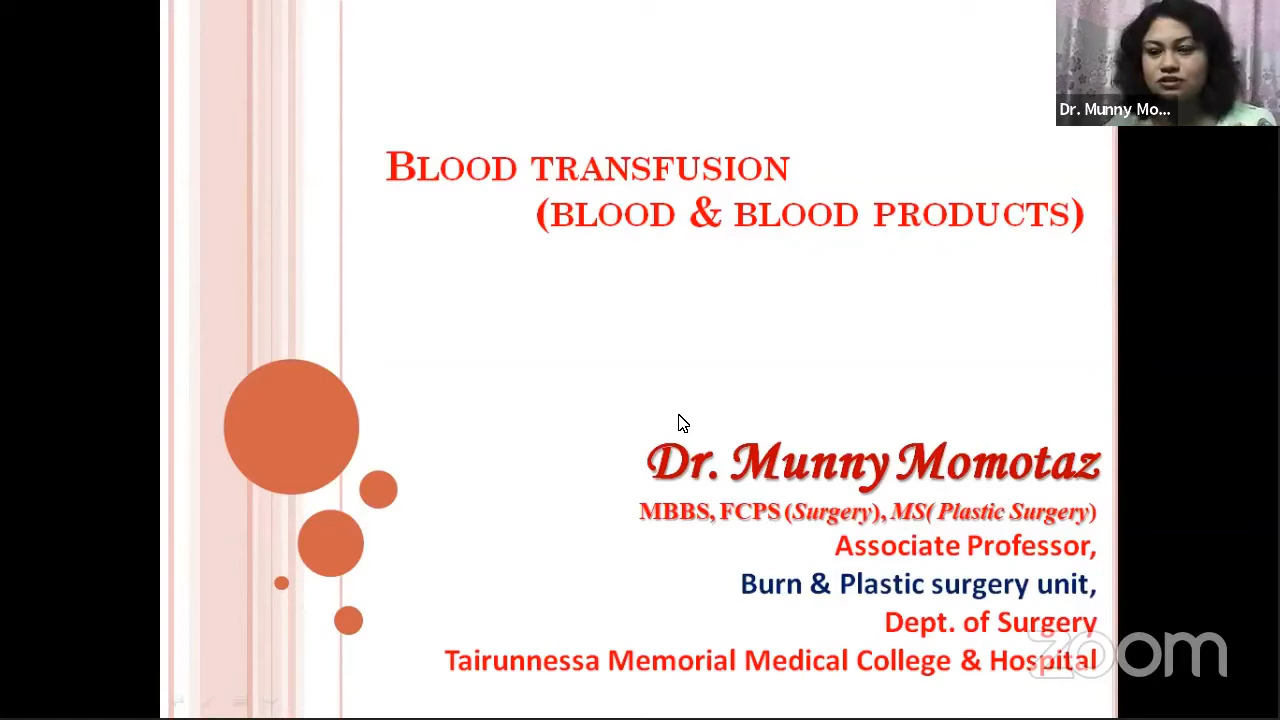 Dr. Munny Mo...
BLOOD TRANSFUSION
(BLOOD & BLOOD PRODUCTS)
Dr. Munny Momotaz
MBBS, FCPS (Surgery), MS( Plastic Surgery)
Associate Professor,
Burn & Plastic surgery unit,
Dept. of Surgery
Tairunnessa Memorial Medical College & Hospital
zoom